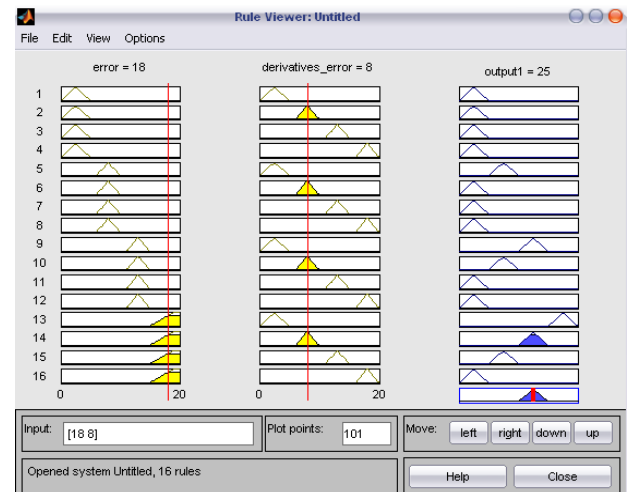 Rule Viewer: Untitled
File Edit View Options
error = 18 derivatives_error = 8 output1 = 25
1
2
3
4
5
6
7
8
9
10
11
12
13
14
15
16
0 20 0 20
Input: [18 8] Plot points: 101 Move: left right down up
Opened system Untitled, 16 rules Help Close